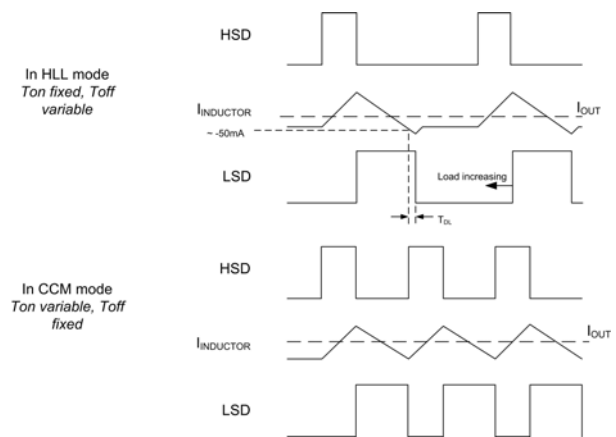 HSD
In HLL mode
Ton fixed, Toff
variable
IINDUCTOR
IOUT
~ -50mA
LSD
Load increasing
TDL
HSD
In CCM mode
Ton variable, Toff
fixed
IINDUCTOR
IOUT
LSD